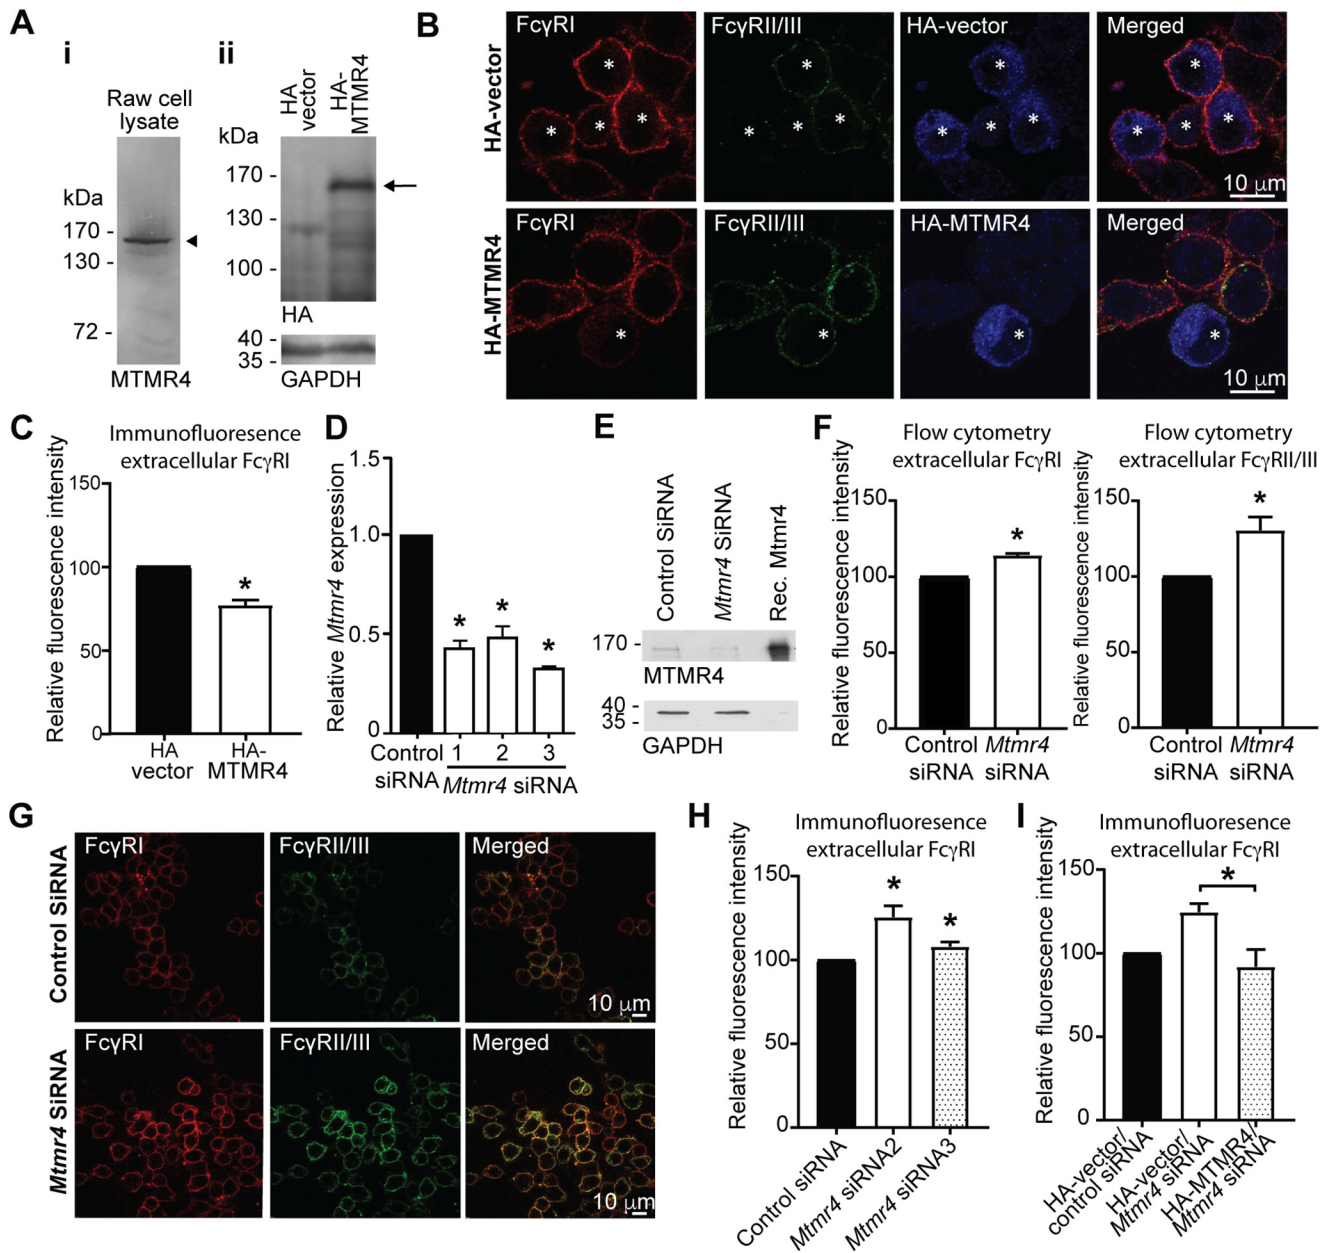 A
i
Raw cell
lysate
kDa
170 -
130 -
72 -
MTMR4
ii
HA
vector
HA-
MTMR4
kDa
170 -
130 -
100 -
HA
40 -
35 -
GAPDH
B
HA-vector
FcγRI
FcγRII/III
HA-vector
Merged
* * * *
* * * *
* * * *
* * * *
10 μm
HA-MTMR4
FcγRI
FcγRII/III
HA-MTMR4
Merged
* * * *
10 μm
C
Immunofluoresence
extracellular FcγRI
Relative fluorescence intensity
150
100
50
0
*
HA
vector
HA-
MTMR4
D
Relative Mtmr4 expression
1.5
1.0
0.5
0
* * *
Control
siRNA
1 2 3
Mtmr4 siRNA
E
Control SiRNA
Mtmr4 SiRNA
Rec. Mtmr4
170 -
MTMR4
40 -
35 -
GAPDH
F
Flow cytometry
extracellular FcγRI
Relative fluorescence intensity
150
100
50
0
*
Control
siRNA
Mtmr4
siRNA
Flow cytometry
extracellular FcγRII/III
Relative fluorescence intensity
150
100
50
0
*
Control
siRNA
Mtmr4
siRNA
G
Control SiRNA
FcγRI
FcγRII/III
Merged
10 μm
Mtmr4 SiRNA
FcγRI
FcγRII/III
Merged
10 μm
H
Immunofluoresence
extracellular FcγRI
Relative fluorescence intensity
150
100
50
0
* *
Control siRNA
Mtmr4 siRNA2
Mtmr4 siRNA3
I
Immunofluoresence
extracellular FcγRI
Relative fluorescence intensity
150
100
50
0
*
HA-vector/
control siRNA
HA-vector/
Mtmr4 siRNA
HA-MTMR4/
Mtmr4 siRNA